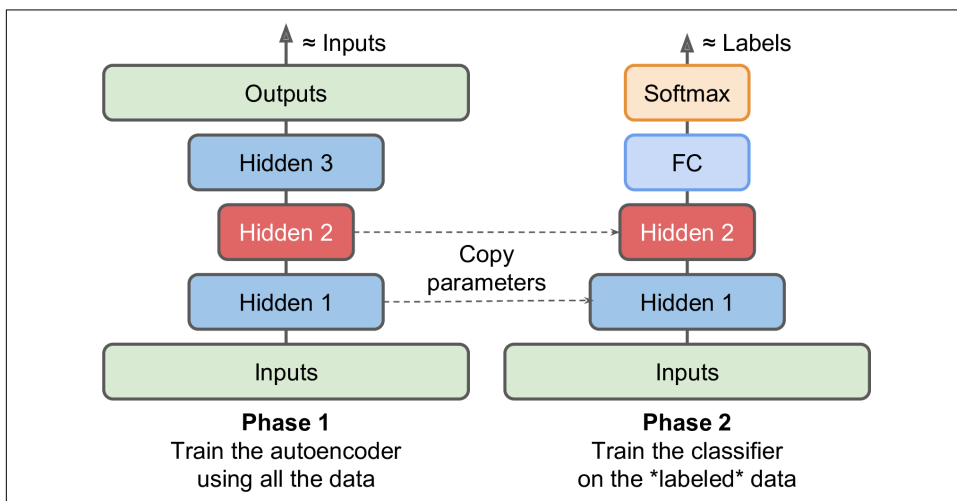 ≈ Inputs
Outputs
Hidden 3
Hidden 2
Hidden 1
Inputs
Phase 1
Train the autoencoder
using all the data
Copy
parameters
≈ Labels
Softmax
FC
Hidden 2
Hidden 1
Inputs
Phase 2
Train the classifier
on the *labeled* data